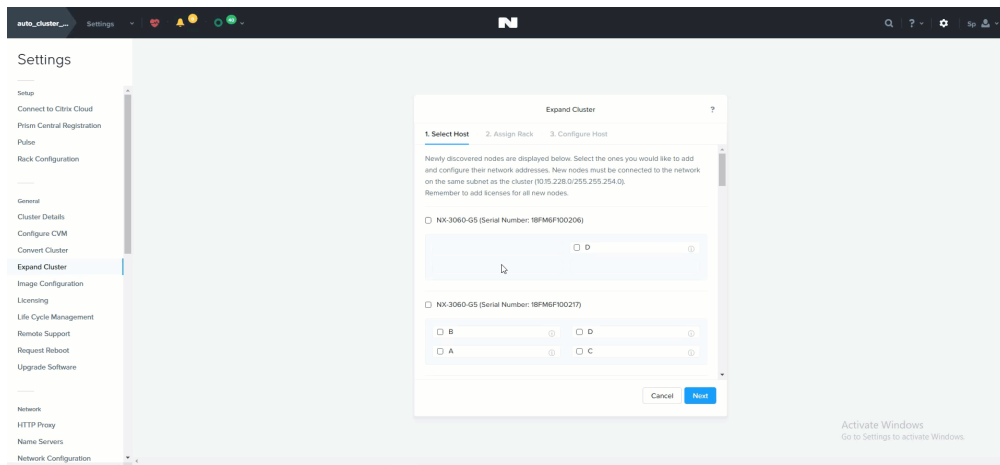 auto_cluster_... Settings 40 ? Sp
Settings
Setup
Connect to Citrix Cloud
Prism Central Registration
Pulse
Rack Configuration
General
Cluster Details
Configure CVM
Convert Cluster
Expand Cluster
Image Configuration
Licensing
Life Cycle Management
Remote Support
Request Reboot
Upgrade Software
Network
HTTP Proxy
Name Servers
Network Configuration
Expand Cluster ?
1. Select Host 2. Assign Rack 3. Configure Host
Newly discovered nodes are displayed below. Select the ones you would like to add
and configure their network addresses. New nodes must be connected to the network
on the same subnet as the cluster (10.15.228.0/255.255.254.0).
Remember to add licenses for all new nodes.
NX-3060-G5 (Serial Number: 18FM6F100206)
D
NX-3060-G5 (Serial Number: 18FM6F100217)
B D
A C
Cancel Next
Activate Windows
Go to Settings to activate Windows.